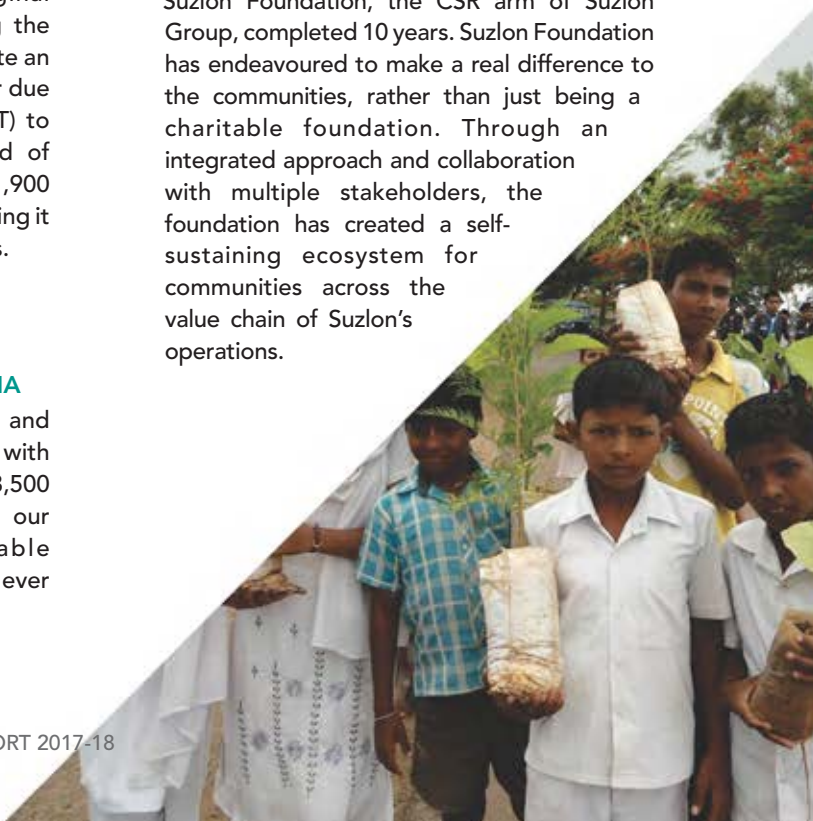 the
te an
due
T) to
d of
,900
ing it
s.
IA
and
with
,500
our
able
ever
Suzlon Foundation, the CSR arm of Suzlon
Group, completed 10 years. Suzlon Foundation
has endeavoured to make a real difference to
the communities, rather than just being a
charitable foundation. Through an
integrated approach and collaboration
with multiple stakeholders, the
foundation has created a self-
sustaining ecosystem for
communities across the
value chain of Suzlon's
operations.
ORT 2017-18